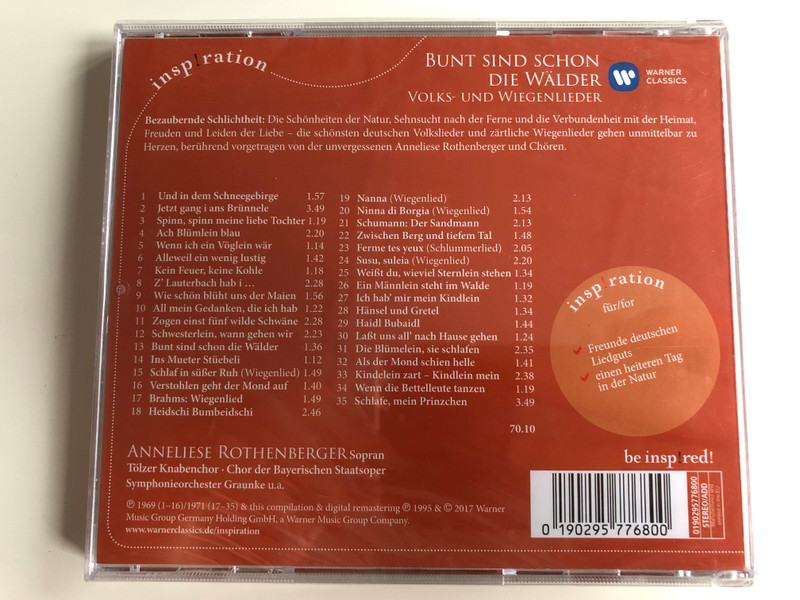 insp!ration
BUNT SIND SCHON
DIE WÄLDER
VOLKS- UND WIEGENLIEDER
WARNER
CLASSICS
Bezaubernde Schlichtheit: Die Schönheiten der Natur, Sehnsucht nach der Ferne und die Verbundenheit mit der Heimat,
Freuden und Leiden der Liebe – die schönsten deutschen Volkslieder und zärtliche Wiegenlieder gehen unmittelbar zu
Herzen, berührend vorgetragen von der unvergessenen Anneliese Rothenberger und Chören.
1 Und in dem Schneegebirge 1.57
2 Jetzt gang i ans Brünnele 3.49
3 Spinn, spinn meine liebe Tochter 1.19
4 Ach Blümlein blau 2.20
5 Wenn ich ein Vöglein wär 1.14
6 Alleweil ein wenig lustig 1.42
7 Kein Feuer, keine Kohle 1.18
8 Z' Lauterbach hab i ... 2.28
9 Wie schön blüht uns der Maien 1.56
10 All mein Gedanken, die ich hab 1.22
11 Zogen einst fünf wilde Schwäne 2.28
12 Schwesterlein, wann gehen wir 2.23
13 Bunt sind schon die Wälder 1.36
14 Ins Mueter Stüebeli 1.12
15 Schlaf in süßer Ruh (Wiegenlied) 1.49
16 Verstohlen geht der Mond auf 1.40
17 Brahms: Wiegenlied 1.49
18 Heidschi Bumbeidschi 2.46
19 Nanna (Wiegenlied) 2.13
20 Ninna di Borgia (Wiegenlied) 1.54
21 Schumann: Der Sandmann 2.13
22 Zwischen Berg und tiefem Tal 1.48
23 Ferme tes yeux (Schlummerlied) 2.05
24 Susu, suleia (Wiegenlied) 2.20
25 Weißt du, wieviel Sternlein stehen 1.34
26 Ein Männlein steht im Walde 1.19
27 Ich hab' mir mein Kindlein 1.32
28 Hänsel und Gretel 1.34
29 Haidl Bubaidl 1.44
30 Laßt uns all' nach Hause gehen 1.24
31 Die Blümelein, sie schlafen 2.35
32 Als der Mond schien helle 1.41
33 Kindelein zart – Kindlein mein 2.38
34 Wenn die Bettelleute tanzen 1.19
35 Schlafe, mein Prinzchen 3.49
70.10
insp!ration
für/for
Freunde deutschen
Liedguts
einen heiteren Tag
in der Natur
be insp!red!
ANNELIESE ROTHENBERGER Sopran
Tölzer Knabenchor · Chor der Bayerischen Staatsoper
Symphonieorchester Graunke u.a.
℗ 1969 (1–16)/1971 (17–35) & this compilation & digital remastering ℗ 1995 & © 2017 Warner
Music Group Germany Holding GmbH, a Warner Music Group Company.
www.warnerclassics.de/inspiration
0 190295 776800
0190295776800
STEREO/ADD